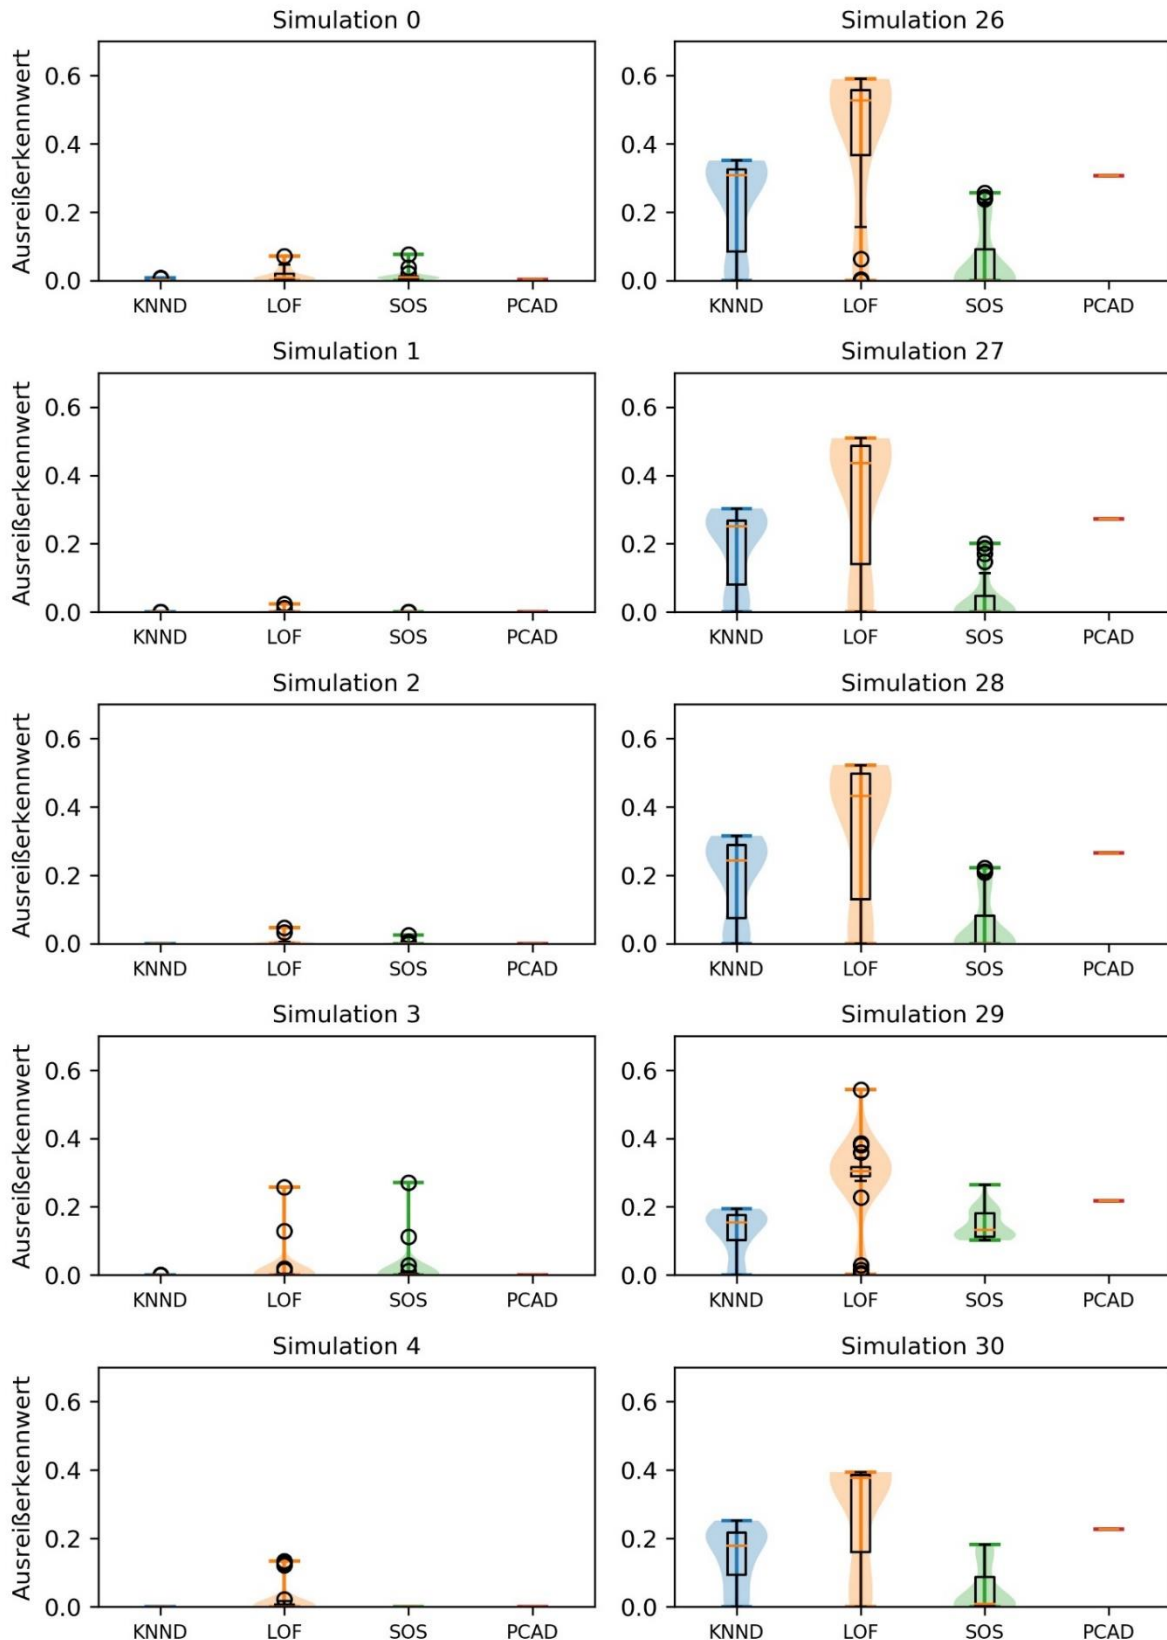 Simulation 0
Ausreißerkennwert
0.6
0.4
0.2
0.0
KNND LOF SOS PCAD
Simulation 26
0.6
0.4
0.2
0.0
KNND LOF SOS PCAD
Simulation 1
Ausreißerkennwert
0.6
0.4
0.2
0.0
KNND LOF SOS PCAD
Simulation 27
0.6
0.4
0.2
0.0
KNND LOF SOS PCAD
Simulation 2
Ausreißerkennwert
0.6
0.4
0.2
0.0
KNND LOF SOS PCAD
Simulation 28
0.6
0.4
0.2
0.0
KNND LOF SOS PCAD
Simulation 3
Ausreißerkennwert
0.6
0.4
0.2
0.0
KNND LOF SOS PCAD
Simulation 29
0.6
0.4
0.2
0.0
KNND LOF SOS PCAD
Simulation 4
Ausreißerkennwert
0.6
0.4
0.2
0.0
KNND LOF SOS PCAD
Simulation 30
0.6
0.4
0.2
0.0
KNND LOF SOS PCAD